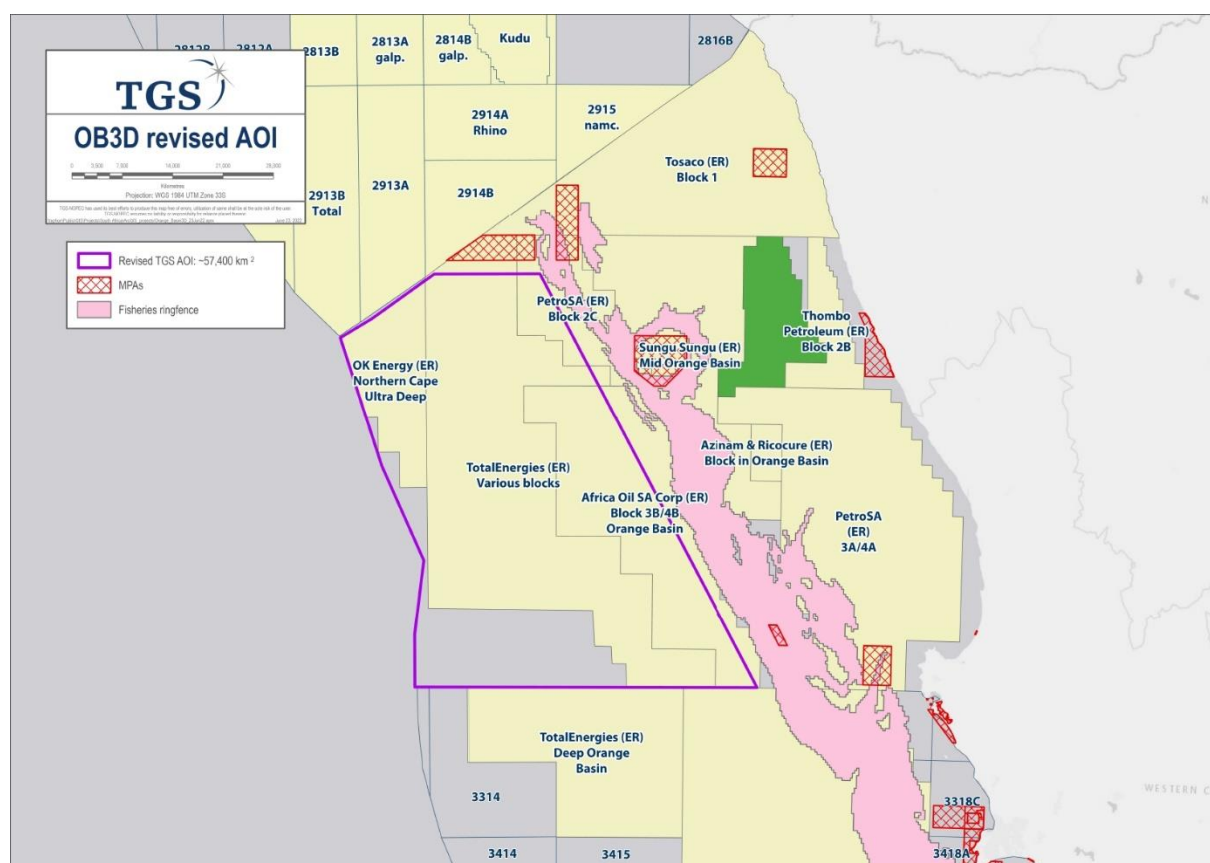 2812B
2812A
2813B
2813A
galp.
2814B
galp.
Kudu
2816B
TGS
OB3D revised AOI
Kilometres
Projection: WGS 1984 UTM Zone 33S
2914A
Rhino
2915
namc.
Tosaco (ER)
Block 1
2913B
Total
2913A
2914B
Revised TGS AOI: ~57,400 km ²
MPAs
Fisheries ringfence
PetroSA (ER)
Block 2C
Thombo
Petroleum (ER)
Block 2B
Sungu Sungu (ER)
Mid Orange Basin
OK Energy (ER)
Northern Cape
Ultra Deep
Azinam & Ricocure (ER)
Block in Orange Basin
TotalEnergies (ER)
Various blocks
Africa Oil SA Corp (ER)
Block 3B/4B
Orange Basin
PetroSA
(ER)
3A/4A
TotalEnergies (ER)
Deep Orange
Basin
3314
3318C
WESTERN C
3414
3415
3418A
N